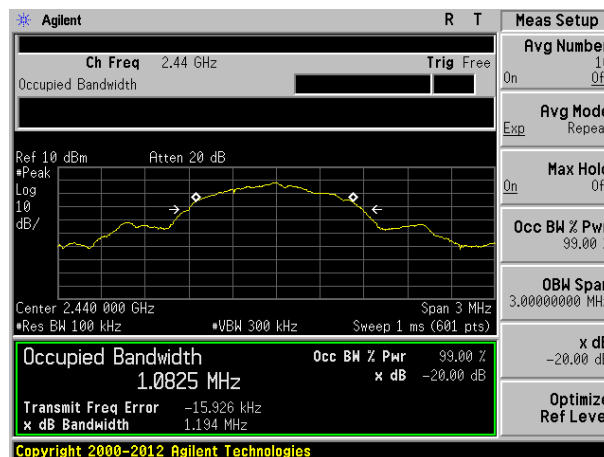 Agilent R T Meas Setup
Ch Freq 2.44 GHz Trig Free
Occupied Bandwidth
Ref 10 dBm Atten 20 dB
#Peak
Log
10
dB/
Center 2.440 000 GHz Span 3 MHz
#Res BW 100 kHz #VBW 300 kHz Sweep 1 ms (601 pts)
Occupied Bandwidth Occ BW % Pwr 99.00 %
1.0825 MHz x dB -20.00 dB
Transmit Freq Error -15.926 kHz
x dB Bandwidth 1.194 MHz
Copyright 2000-2012 Agilent Technologies
Avg Number
On
Avg Mode
Exp Repea
Max Hold
On Of
Occ BW % Pwr
99.00
OBW Span
3.00000000 MH
x dB
-20.00 dB
Optimize
Ref Level